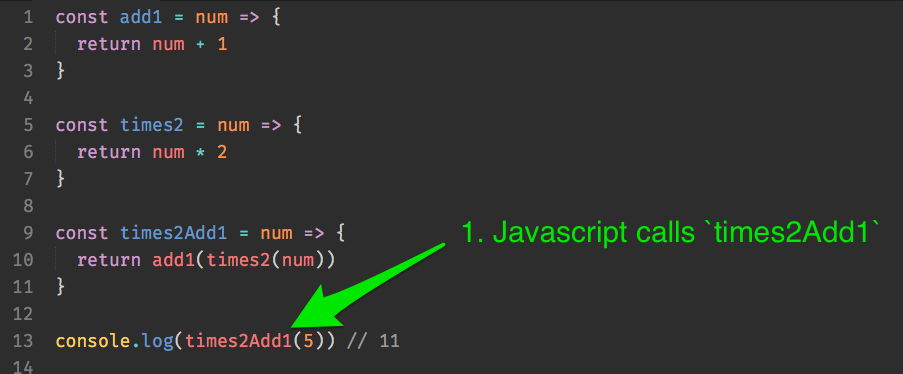 1 const add1 = num => {
2 return num + 1
3 }
4
5 const times2 = num => {
6 return num * 2
7 }
8
9 const times2Add1 = num => {
10 return add1(times2(num))
11 }
12
13 console.log(times2Add1(5)) // 11
14
1. Javascript calls `times2Add1`